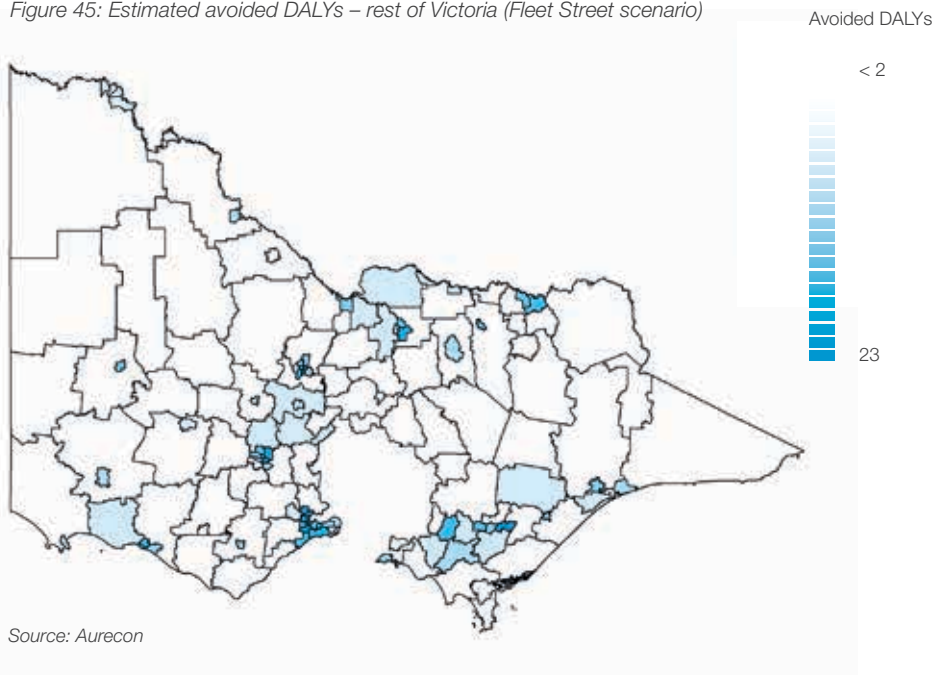 Figure 45: Estimated avoided DALYs – rest of Victoria (Fleet Street scenario)
Avoided DALYs
< 2
23
Source: Aurecon